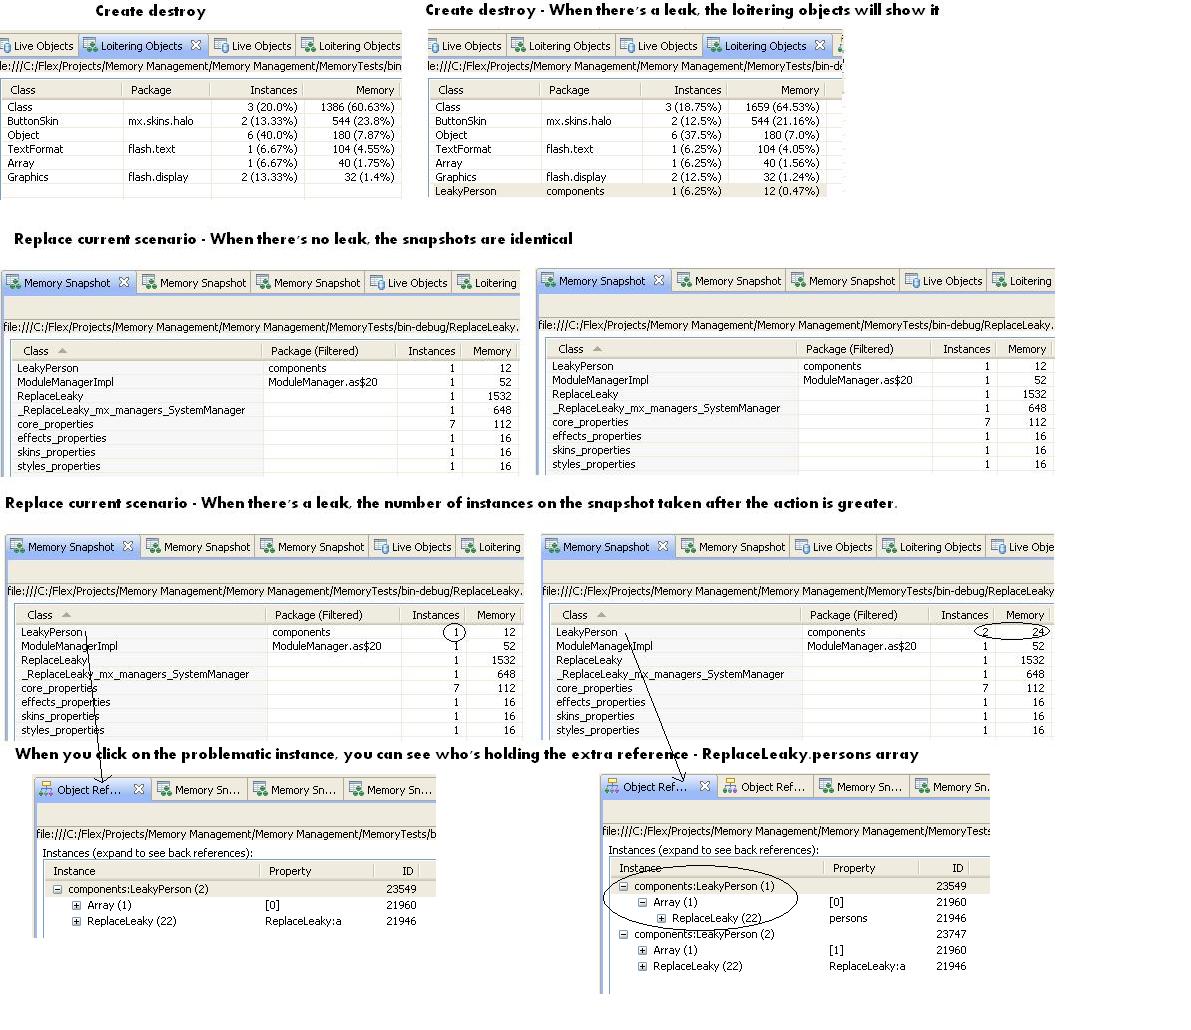 Create destroy
Live Objects Loitering Objects Live Objects Loitering Objects
le:///C:/Flex/Projects/Memory Management/Memory Management/MemoryTests/bin
Class Package Instances Memory
Class 3 (20.0%) 1386 (60.63%)
ButtonSkin mx.skins.halo 2 (13.33%) 544 (23.8%)
Object 6 (40.0%) 180 (7.87%)
TextFormat flash.text 1 (6.67%) 104 (4.55%)
Array 1 (6.67%) 40 (1.75%)
Graphics flash.display 2 (13.33%) 32 (1.4%)
Create destroy - When there's a leak, the loitering objects will show it
Live Objects Loitering Objects Live Objects Loitering Objects
le:///C:/Flex/Projects/Memory Management/Memory Management/MemoryTests/bin-de
Class Package Instances Memory
Class 3 (18.75%) 1659 (64.53%)
ButtonSkin mx.skins.halo 2 (12.5%) 544 (21.16%)
Object 6 (37.5%) 180 (7.0%)
TextFormat flash.text 1 (6.25%) 104 (4.05%)
Array 1 (6.25%) 40 (1.56%)
Graphics flash.display 2 (12.5%) 32 (1.24%)
LeakyPerson components 1 (6.25%) 12 (0.47%)
Replace current scenario - When there's no leak, the snapshots are identical
Memory Snapshot Memory Snapshot Memory Snapshot Live Objects Loitering
file:///C:/Flex/Projects/Memory Management/Memory Management/MemoryTests/bin-debug/ReplaceLeaky.
Class Package (Filtered) Instances Memory
LeakyPerson components 1 12
ModuleManagerImpl ModuleManager.as$20 1 52
ReplaceLeaky 1 1532
_ReplaceLeaky_mx_managers_SystemManager 1 648
core_properties 7 112
effects_properties 1 16
skins_properties 1 16
styles_properties 1 16
Memory Snapshot Memory Snapshot Memory Snapshot Live Objects Loitering
file:///C:/Flex/Projects/Memory Management/Memory Management/MemoryTests/bin-debug/ReplaceLeaky.
Class Package (Filtered) Instances Memory
LeakyPerson components 1 12
ModuleManagerImpl ModuleManager.as$20 1 52
ReplaceLeaky 1 1532
_ReplaceLeaky_mx_managers_SystemManager 1 648
core_properties 7 112
effects_properties 1 16
skins_properties 1 16
styles_properties 1 16
Replace current scenario - When there's a leak, the number of instances on the snapshot taken after the action is greater.
Memory Snapshot Memory Snapshot Memory Snapshot Live Objects Loitering
file:///C:/Flex/Projects/Memory Management/Memory Management/MemoryTests/bin-debug/ReplaceLeaky.
Class Package (Filtered) Instances Memory
LeakyPerson components 1 12
ModuleManagerImpl ModuleManager.as$20 1 52
ReplaceLeaky 1 1532
_ReplaceLeaky_mx_managers_SystemManager 1 648
core_properties 7 112
effects_properties 1 16
skins_properties 1 16
styles_properties 1 16
Memory Snapshot Memory Snapshot Live Objects Loitering Objects Live Obje
file:///C:/Flex/Projects/Memory Management/Memory Management/MemoryTests/bin-debug/ReplaceLeaky
Class Package (Filtered) Instances Memory
LeakyPerson components 2 24
ModuleManagerImpl ModuleManager.as$20 1 52
ReplaceLeaky 1 1532
_ReplaceLeaky_mx_managers_SystemManager 1 648
core_properties 7 112
effects_properties 1 16
skins_properties 1 16
styles_properties 1 16
When you click on the problematic instance, you can see who's holding the extra reference - ReplaceLeaky.persons array
Object Ref... Memory Sn... Memory Sn... Memory Sn...
file:///C:/Flex/Projects/Memory Management/Memory Management/MemoryTests/b
Instances (expand to see back references):
Instance Property ID
components:LeakyPerson (2) 23549
Array (1) [0] 21960
ReplaceLeaky (22) ReplaceLeaky:a 21946
Object Ref... Object Ref... Memory Sn... Memory Sn.
file:///C:/Flex/Projects/Memory Management/Memory Management/MemoryTests
Instances (expand to see back references):
Instance Property ID
components:LeakyPerson (1) 23549
Array (1) [0] 21960
ReplaceLeaky (22) persons 21946
components:LeakyPerson (2) 23747
Array (1) [1] 21960
ReplaceLeaky (22) ReplaceLeaky:a 21946